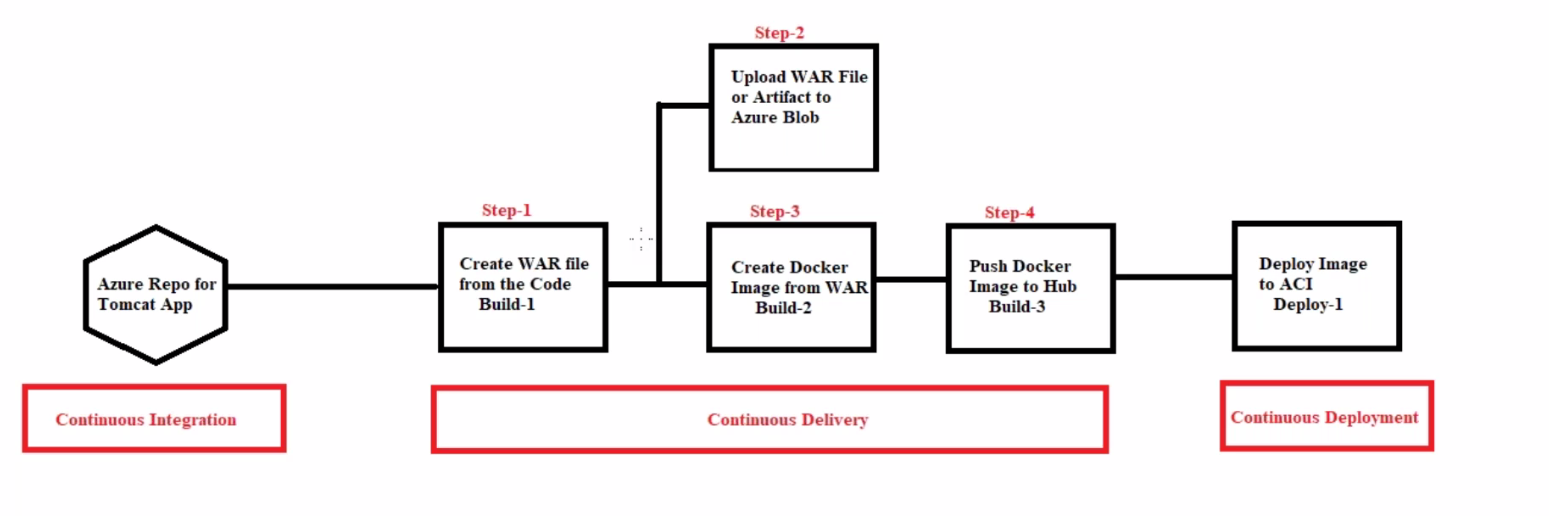 Step-2
Upload WAR File
or Artifact to
Azure Blob
Step-1
Step-3
Step-4
Azure Repo for
Tomcat App
Create WAR file
from the Code
Build-1
Create Docker
Image from WAR
Build-2
Push Docker
Image to Hub
Build-3
Deploy Image
to ACI
Deploy-1
Continuous Integration
Continuous Delivery
Continuous Deployment